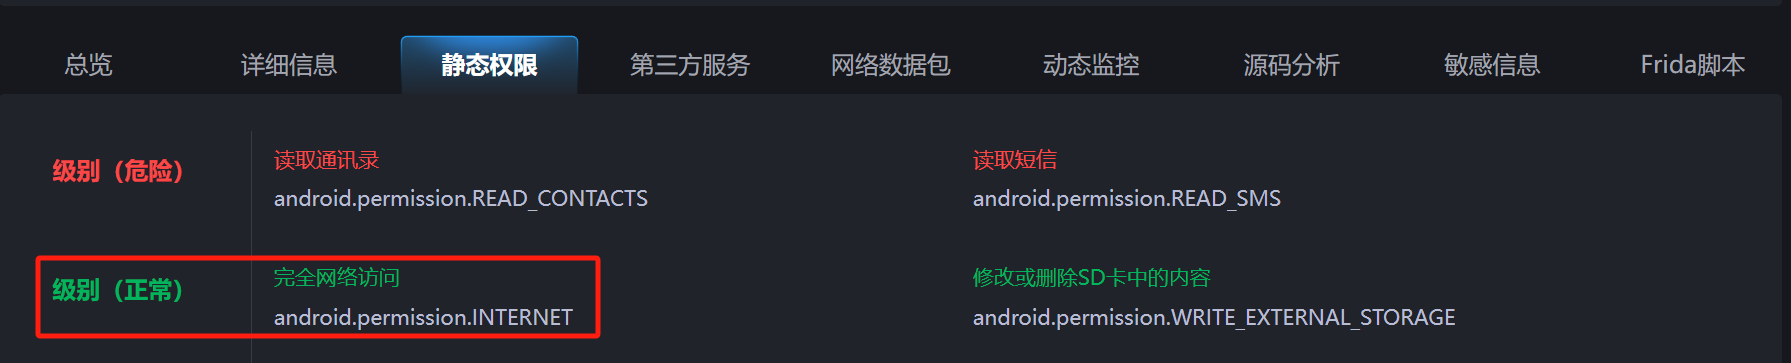 总览 详细信息 静态权限 第三方服务 网络数据包 动态监控 源码分析 敏感信息 Frida脚本
级别（危险）
读取通讯录 读取短信
android.permission.READ_CONTACTS android.permission.READ_SMS
级别（正常）
完全网络访问 修改或删除SD卡中的内容
android.permission.INTERNET android.permission.WRITE_EXTERNAL_STORAGE